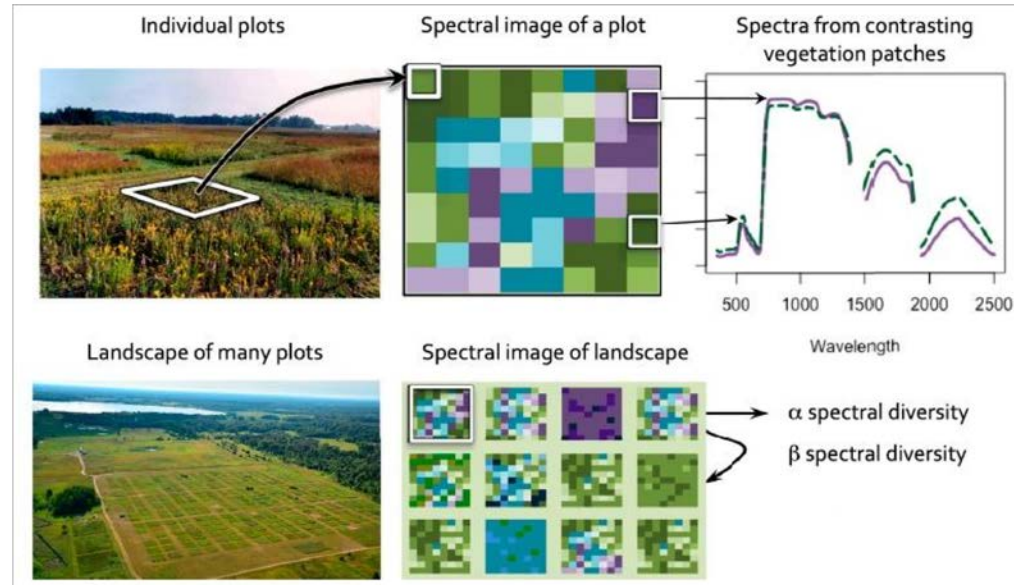 Individual plots
Spectral image of a plot
Spectra from contrasting
vegetation patches
500
1000
1500
2000
2500
Wavelength
Landscape of many plots
Spectral image of landscape
α spectral diversity
β spectral diversity